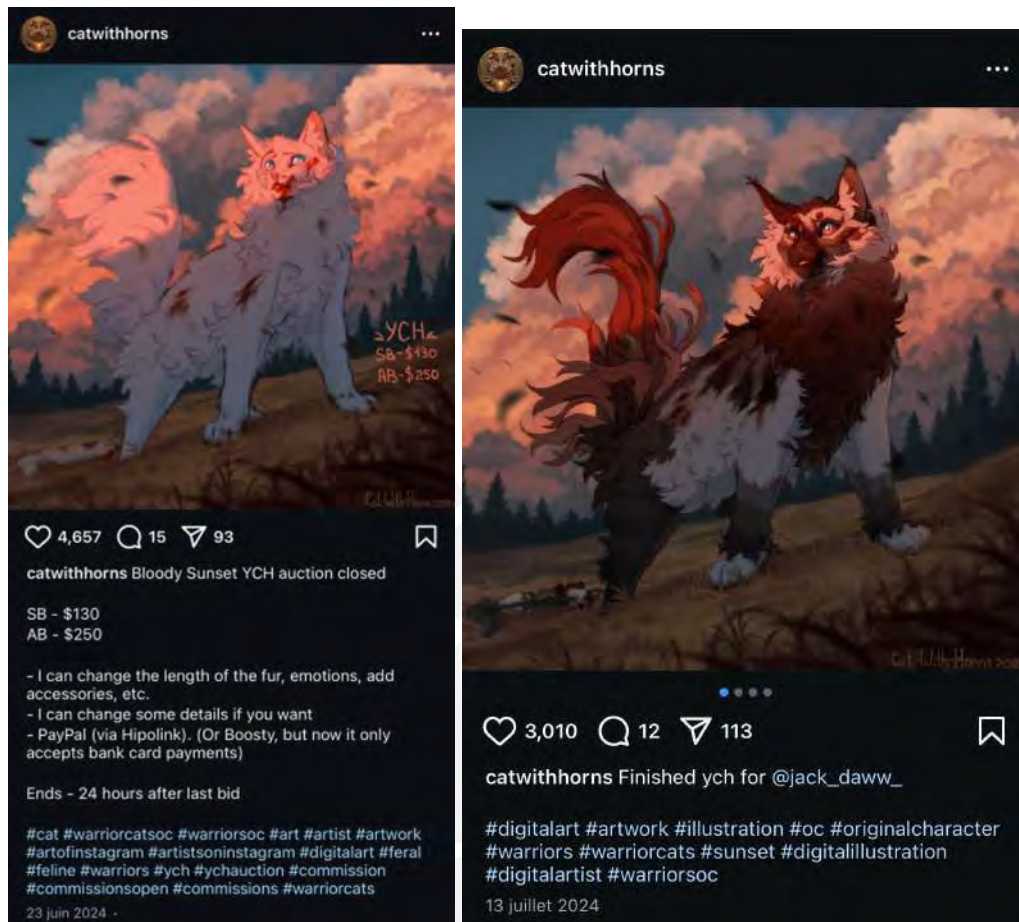 catwithhorns
YCH
SB-$130
AB-$250
4,657 15 93
catwithhorns Bloody Sunset YCH auction closed
SB - $130
AB - $250
- I can change the length of the fur, emotions, add
accessories, etc.
- I can change some details if you want
- PayPal (via Hipolink). (Or Boosty, but now it only
accepts bank card payments)
Ends - 24 hours after last bid
#cat #warriorcatsoc #warriorsoc #art #artist #artwork
#artofinstagram #artistsoninstagram #digitalart #feral
#feline #warriors #ych #ychauction #commission
#commissionsopen #commissions #warriorcats
23 juin 2024 ·
catwithhorns
3,010 12 113
catwithhorns Finished ych for @jack_daww_
#digitalart #artwork #illustration #oc #originalcharacter
#warriors #warriorcats #sunset #digitalillustration
#digitalartist #warriorsoc
13 juillet 2024